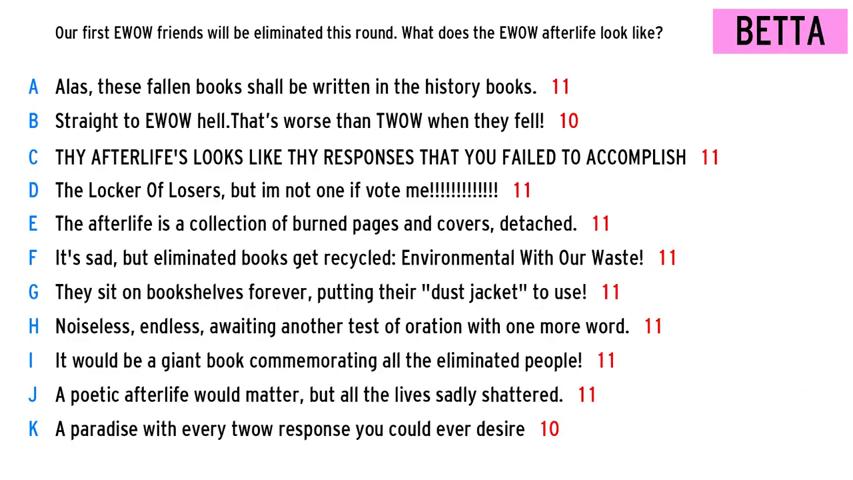 Our first EWOW friends will be eliminated this round. What does the EWOW afterlife look like?
BETTA
A Alas, these fallen books shall be written in the history books. 11
B Straight to EWOW hell.That's worse than TWOW when they fell! 10
C THY AFTERLIFE'S LOOKS LIKE THY RESPONSES THAT YOU FAILED TO ACCOMPLISH 11
D The Locker Of Losers, but im not one if vote me!!!!!!!!!!!!! 11
E The afterlife is a collection of burned pages and covers, detached. 11
F It's sad, but eliminated books get recycled: Environmental With Our Waste! 11
G They sit on bookshelves forever, putting their "dust jacket" to use! 11
H Noiseless, endless, awaiting another test of oration with one more word. 11
I It would be a giant book commemorating all the eliminated people! 11
J A poetic afterlife would matter, but all the lives sadly shattered. 11
K A paradise with every twow response you could ever desire 10